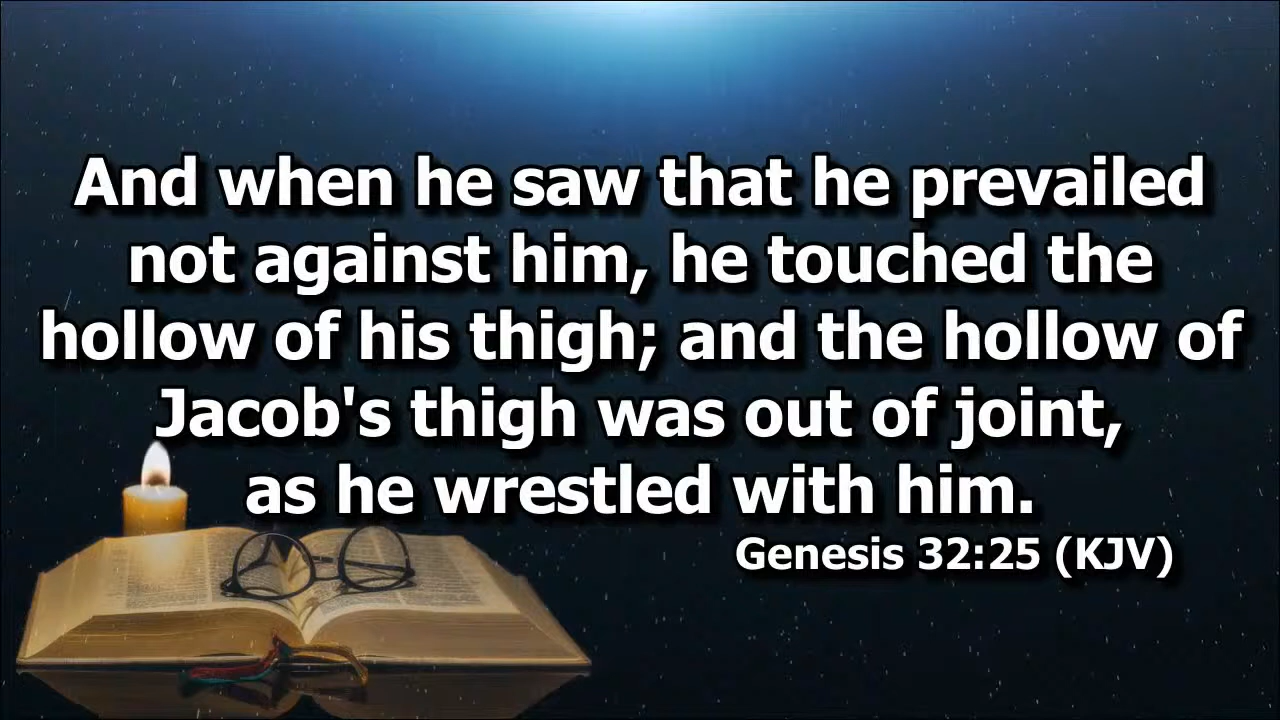 And when he saw that he prevailed
not against him, he touched the
hollow of his thigh; and the hollow of
Jacob's thigh was out of joint,
as he wrestled with him.
Genesis 32:25 (KJV)